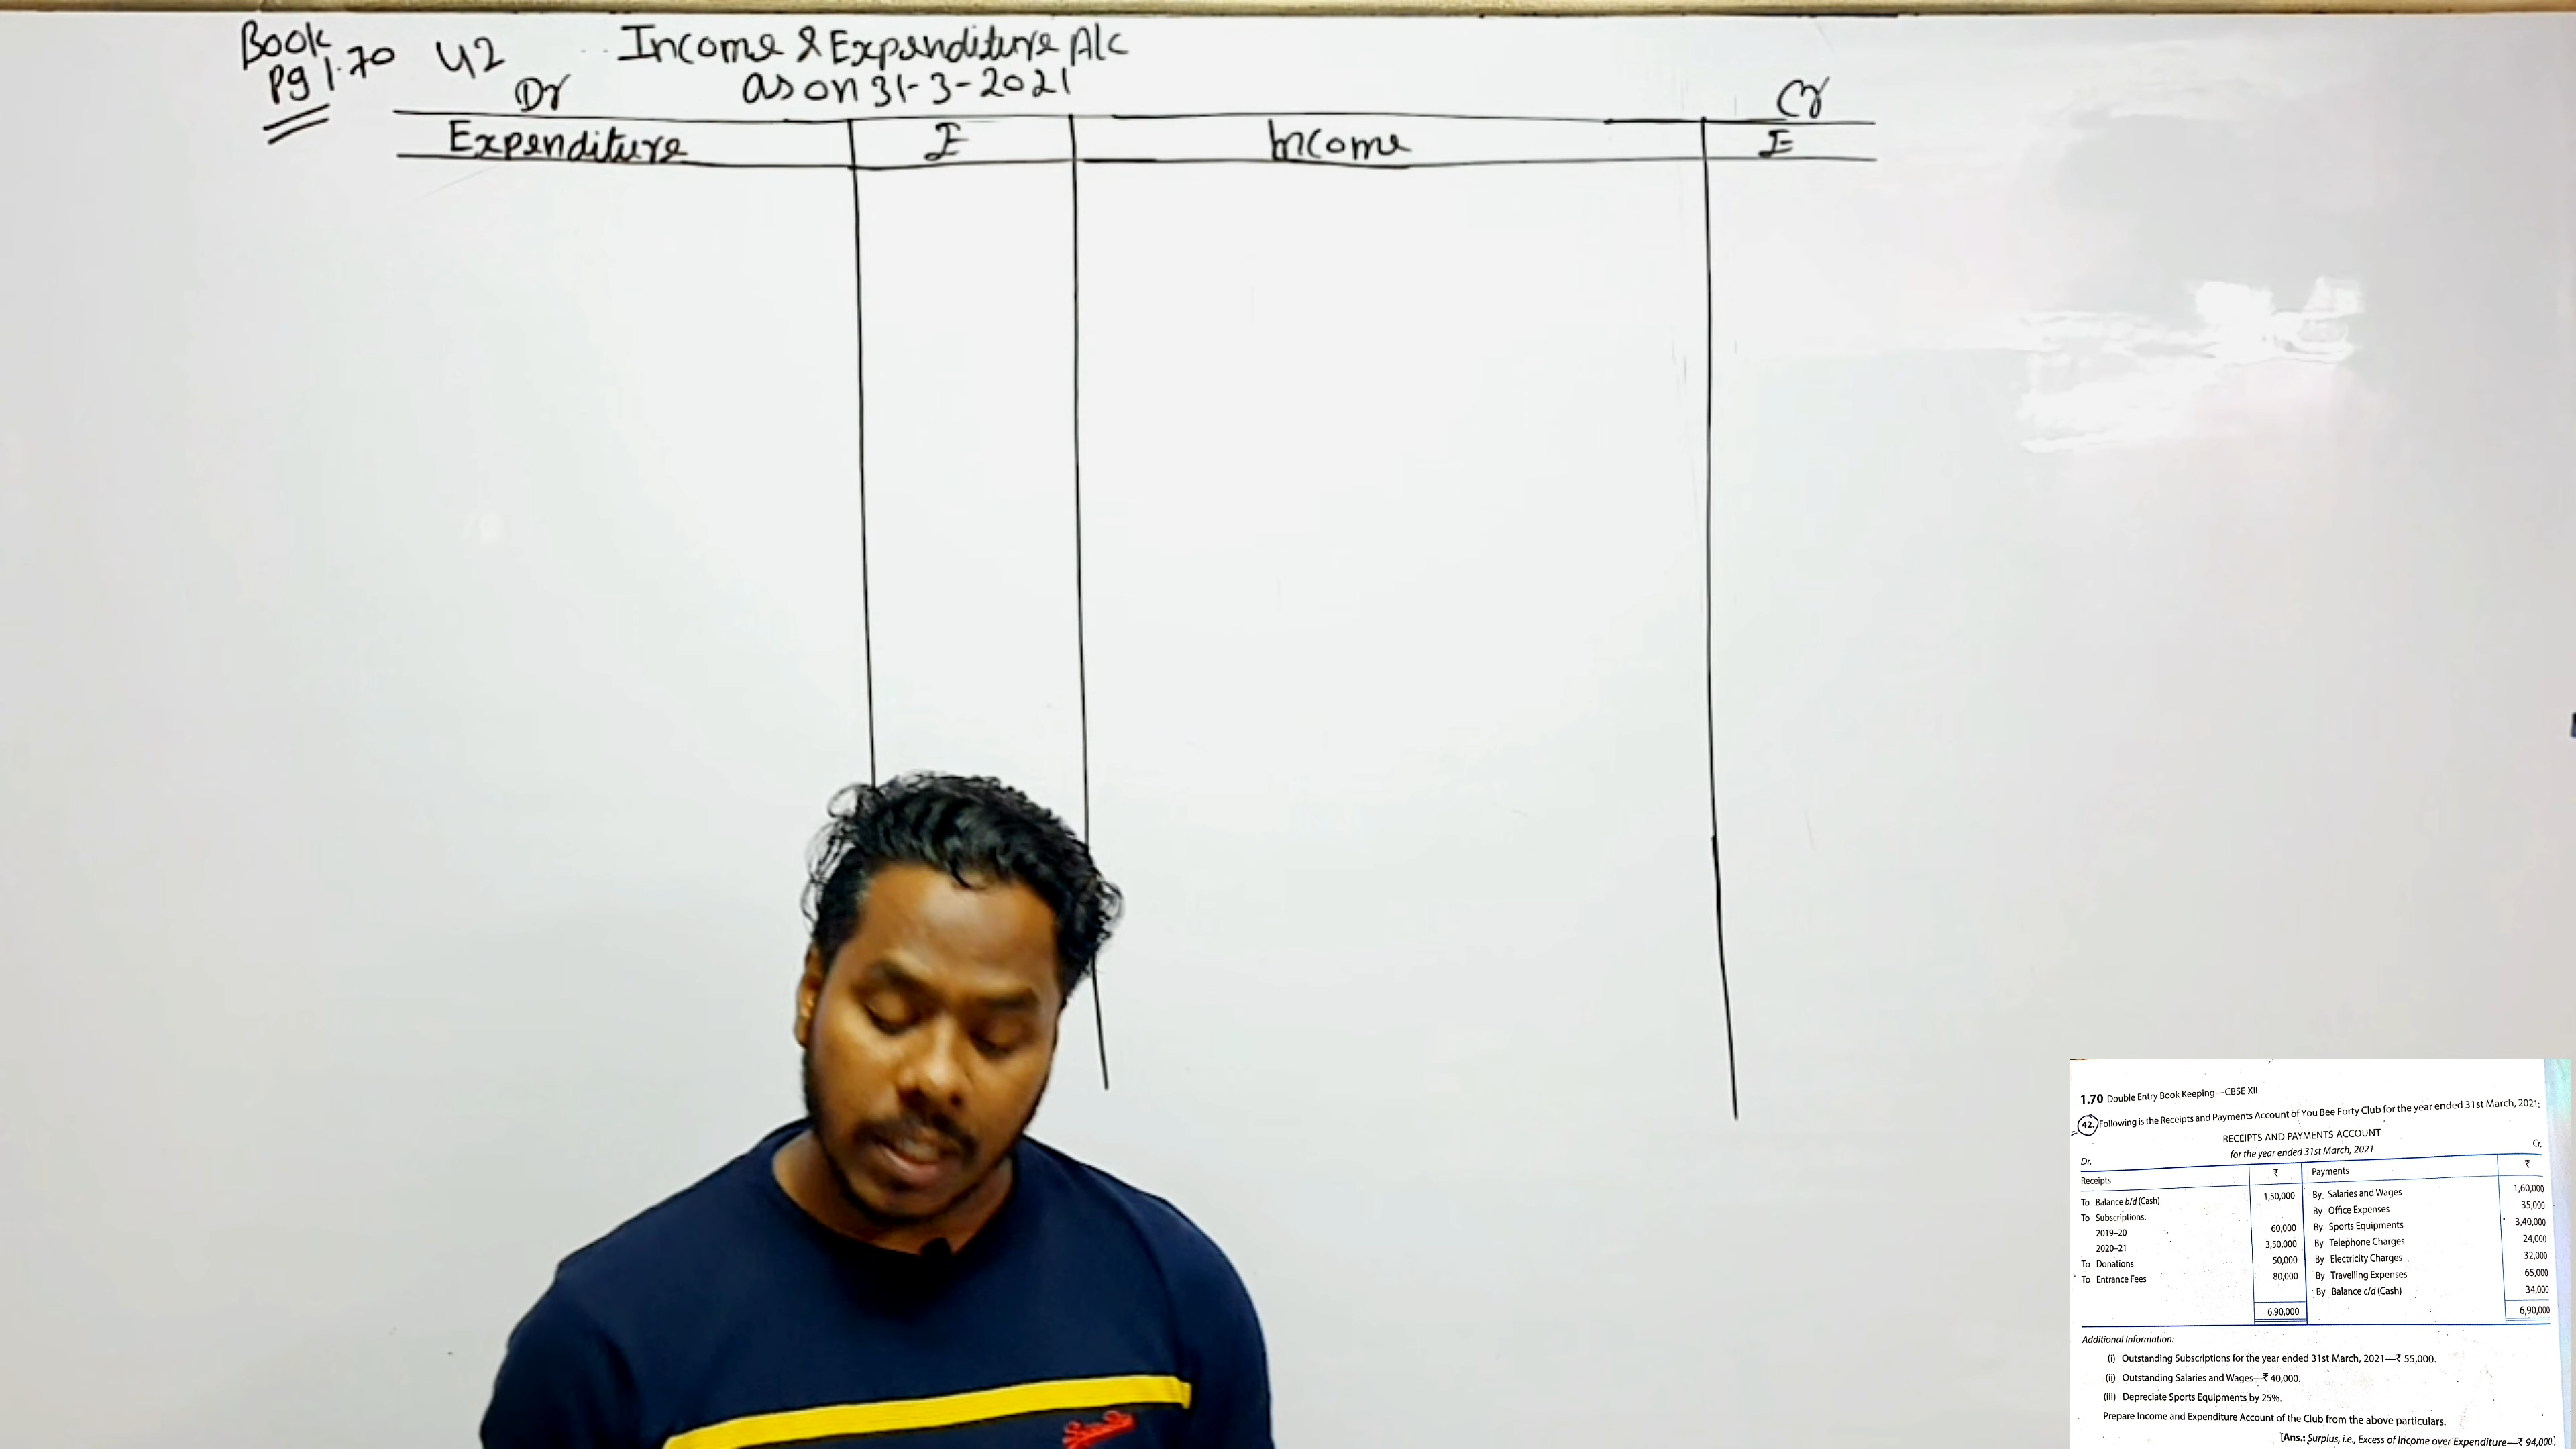 Book
Pg 1.70 42
Income & Expenditure A/c
as on 31-3-2021
Dr Cr
Expenditure ₹ Income ₹
1.70 Double Entry Book Keeping—CBSE XII
42. Following is the Receipts and Payments Account of You Bee Forty Club for the year ended 31st March, 2021:
RECEIPTS AND PAYMENTS ACCOUNT
for the year ended 31st March, 2021
Dr. Cr.
Receipts ₹ Payments ₹
To Balance b/d (Cash) 1,50,000 By Salaries and Wages 1,60,000
To Subscriptions: By Office Expenses 35,000
2019–20 60,000 By Sports Equipments 3,40,000
2020–21 3,50,000 By Telephone Charges 24,000
To Donations 50,000 By Electricity Charges 32,000
To Entrance Fees 80,000 By Travelling Expenses 65,000
By Balance c/d (Cash) 34,000
6,90,000 6,90,000
Additional Information:
(i) Outstanding Subscriptions for the year ended 31st March, 2021—₹ 55,000.
(ii) Outstanding Salaries and Wages—₹ 40,000.
(iii) Depreciate Sports Equipments by 25%.
Prepare Income and Expenditure Account of the Club from the above particulars.
[Ans.: Surplus, i.e., Excess of Income over Expenditure—₹ 94,000]